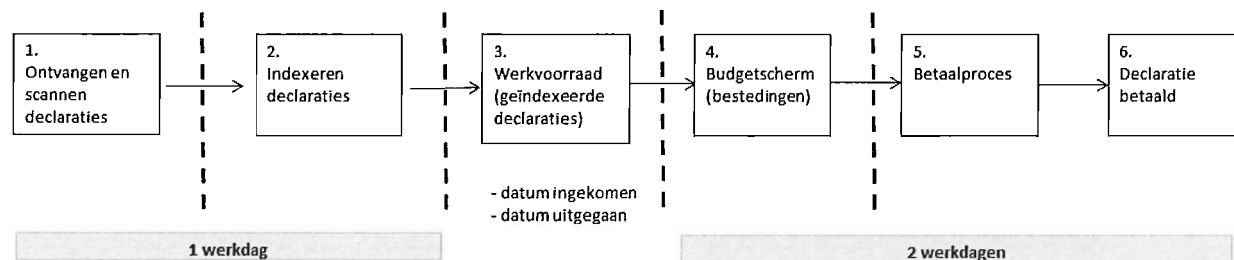 1.
Ontvangen en
scannen
declaraties
2.
Indexeren
declaraties
3.
Werkvoorraad
(geïndexeerde
declaraties)
4.
Budgetscherm
(bestedingen)
5.
Betaalproces
6.
Declaratie
betaald
- datum ingekomen
- datum uitgegaan
1 werkdag
2 werkdagen